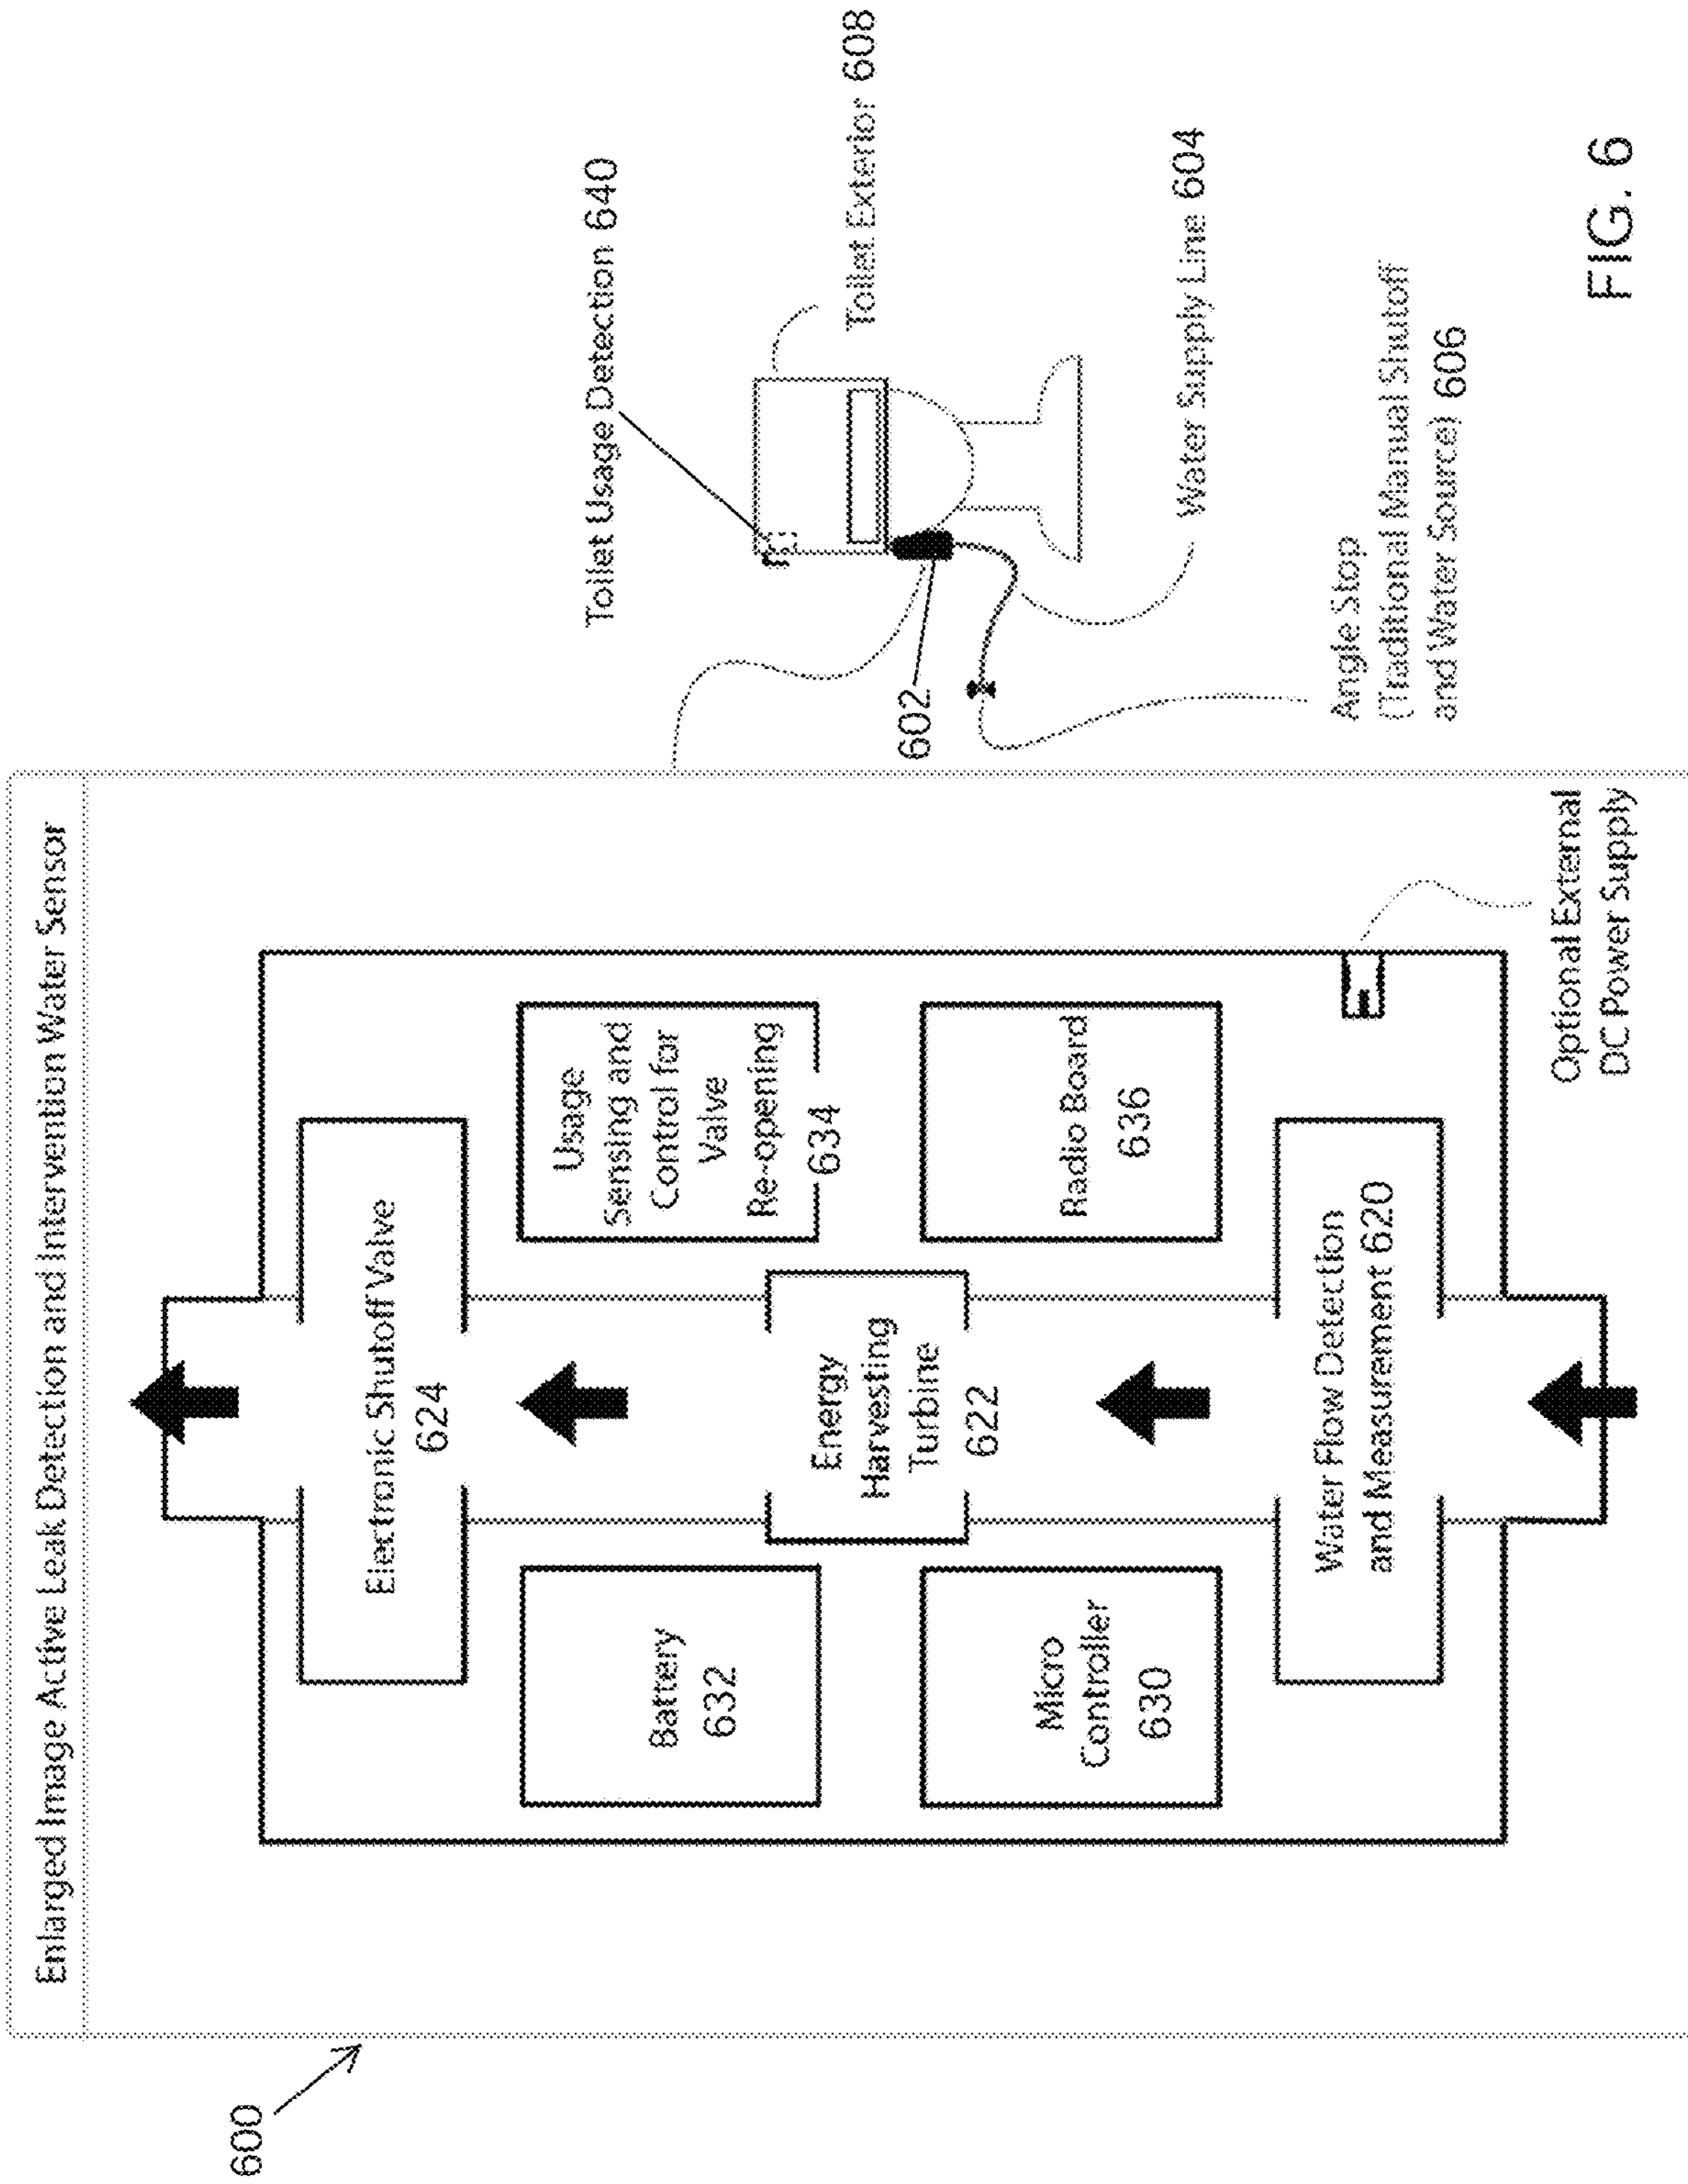 600
Enlarged Image Active Leak Detection and Intervention Water Sensor
Electronic Shutoff Valve
624
Battery
632
Usage
Sensing and
Control for
Valve
Re-opening
634
Energy
Harvesting
Turbine
622
Micro
Controller
630
Radio Board
636
Water Flow Detection
and Measurement 620
Optional External
DC Power Supply
Toilet Usage Detection 640
Toilet Exterior 608
602
Water Supply Line 604
Angle Stop
(Traditional Manual Shutoff
and Water Source) 606
FIG. 6